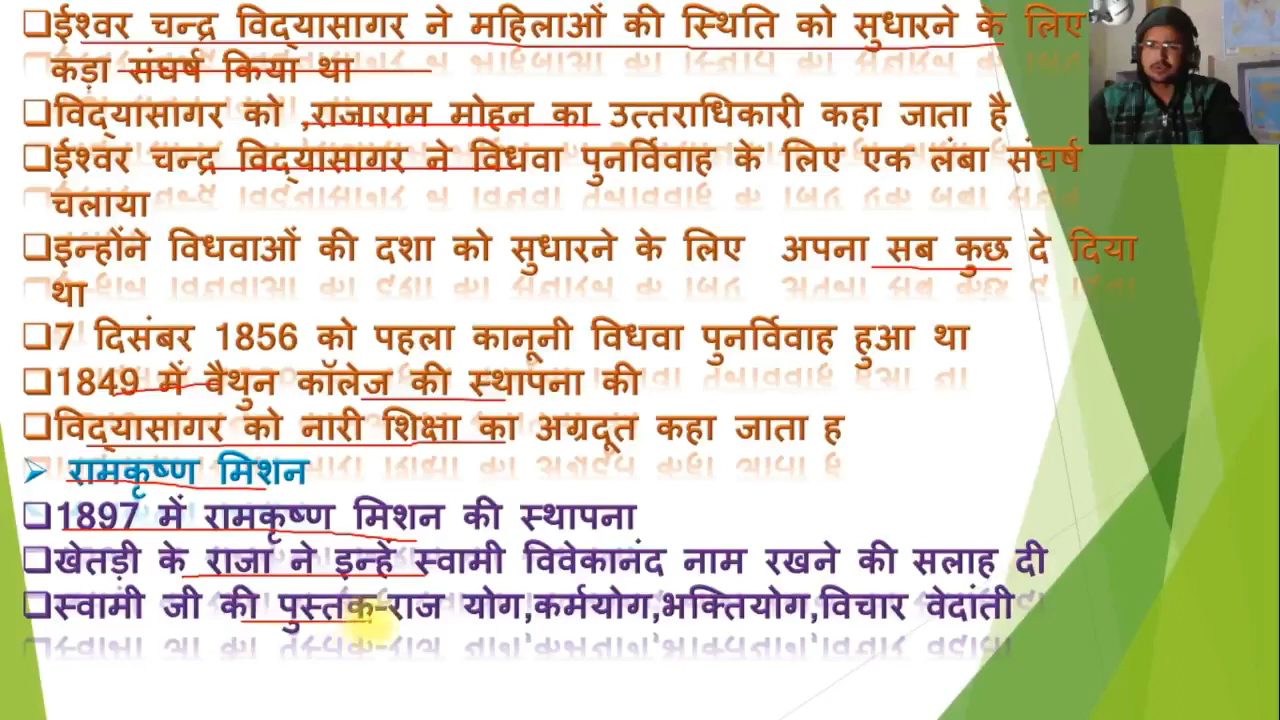 ❑ईश्वर चन्द्र विद्यासागर ने महिलाओं की स्थिति को सुधारने के लिए
कड़ा संघर्ष किया था
❑विद्यासागर को ,राजाराम मोहन का उत्तराधिकारी कहा जाता है
❑ईश्वर चन्द्र विद्यासागर ने विधवा पुनर्विवाह के लिए एक लंबा संघर्ष
चलाया
❑इन्होंने विधवाओं की दशा को सुधारने के लिए अपना सब कुछ दे दिया
था
❑7 दिसंबर 1856 को पहला कानूनी विधवा पुनर्विवाह हुआ था
❑1849 में वैथुन कॉलेज की स्थापना की
❑विद्यासागर को नारी शिक्षा का अग्रदूत कहा जाता ह
➢ रामकृष्ण मिशन
❑1897 में रामकृष्ण मिशन की स्थापना
❑खेतड़ी के राजा ने इन्हें स्वामी विवेकानंद नाम रखने की सलाह दी
❑स्वामी जी की पुस्तक-राज योग,कर्मयोग,भक्तियोग,विचार वेदांती